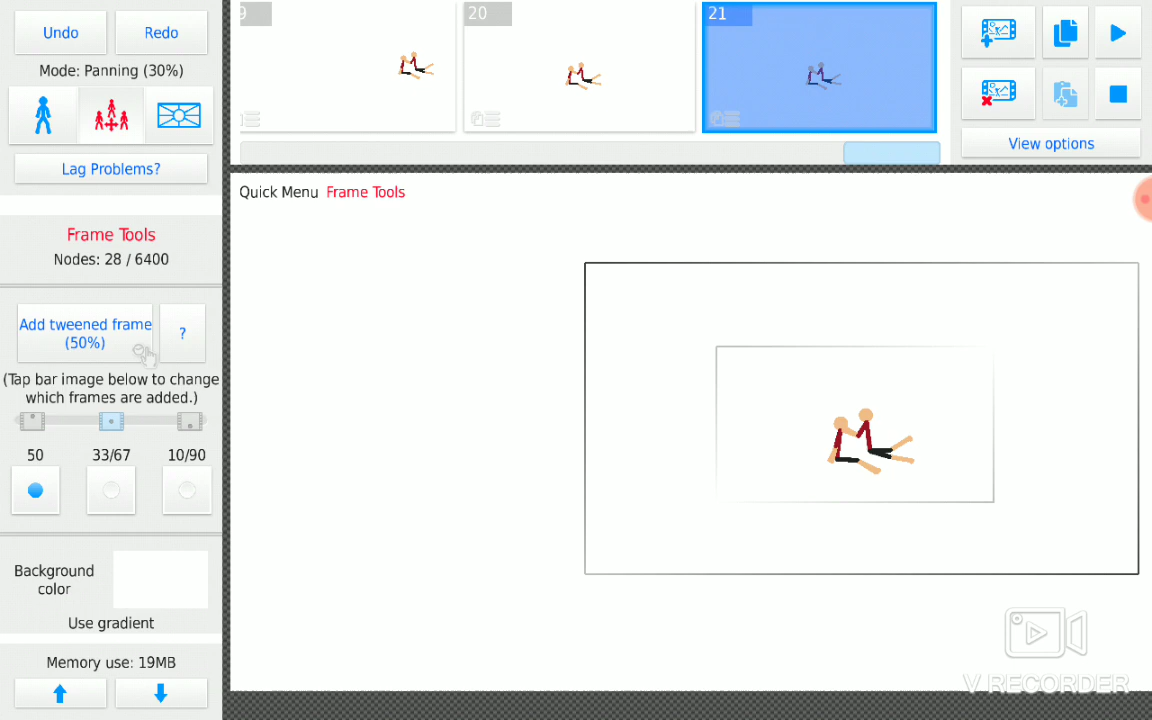 Undo
Redo
Mode: Panning (30%)
Lag Problems?
Frame Tools
Nodes: 28 / 6400
Add tweened frame
(50%)
?
(Tap bar image below to change
which frames are added.)
50
33/67
10/90
Background
color
Use gradient
Memory use: 19MB
9
20
21
View options
Quick Menu Frame Tools
V RECORDER